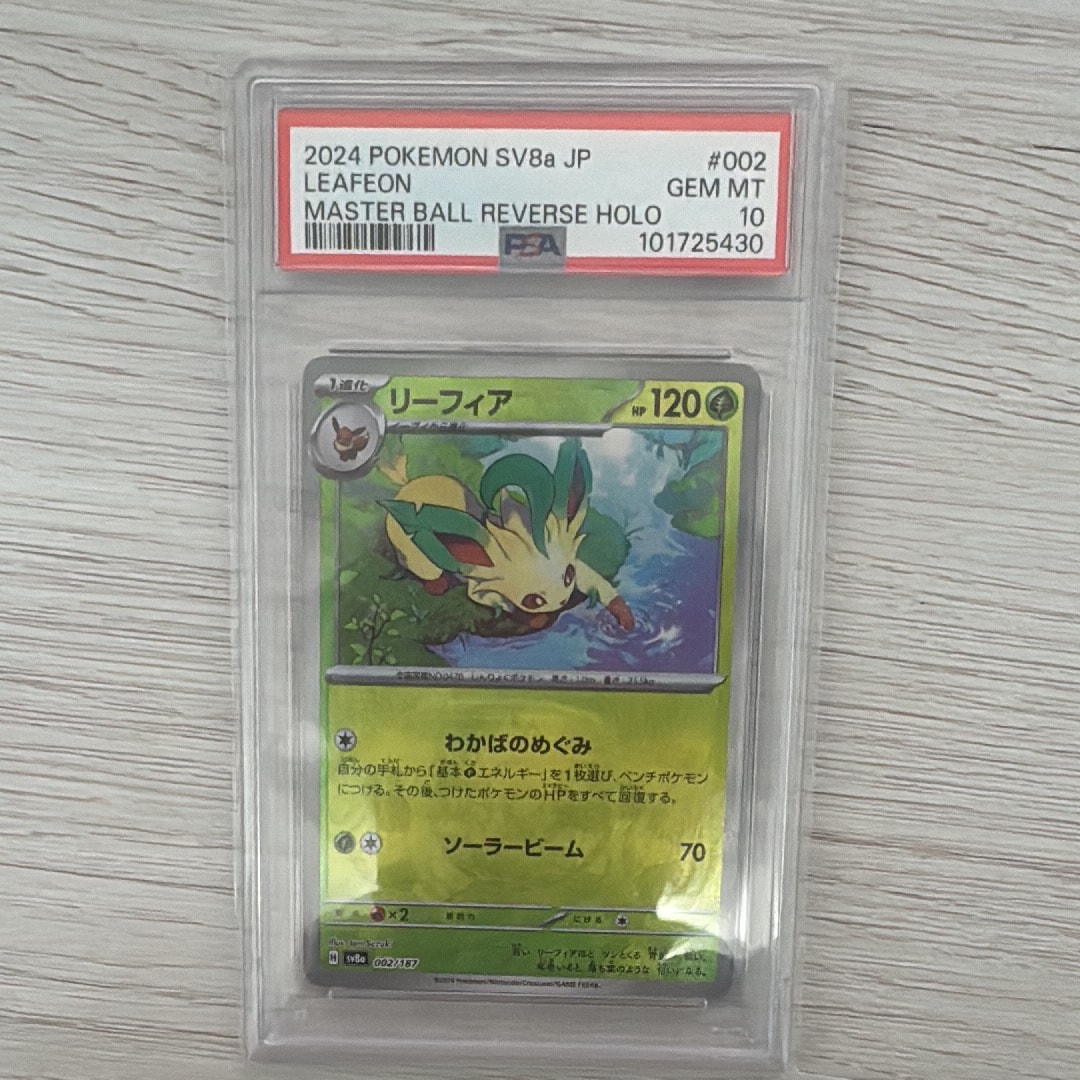 2024 POKEMON SV8a JP #002
LEAFEON GEM MT
MASTER BALL REVERSE HOLO 10
PSA 101725430
1進化 リーフィア HP 120
わかばのめぐみ
自分の手札から「基本エネルギー」を1枚選び、ベンチポケモン
につける。その後、つけたポケモンのHPをすべて回復する。
ソーラービーム 70
×2 にげる
H sv8a 002/187